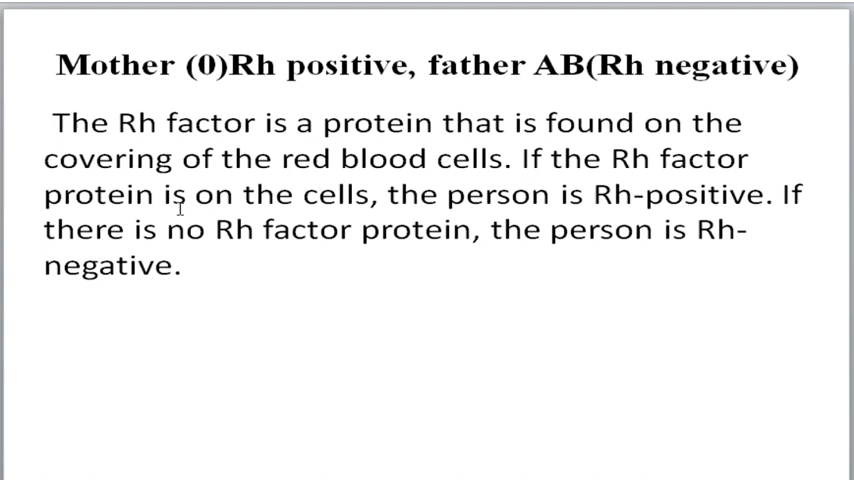 Mother (0)Rh positive, father AB(Rh negative)
The Rh factor is a protein that is found on the
covering of the red blood cells. If the Rh factor
protein is on the cells, the person is Rh-positive. If
there is no Rh factor protein, the person is Rh-
negative.